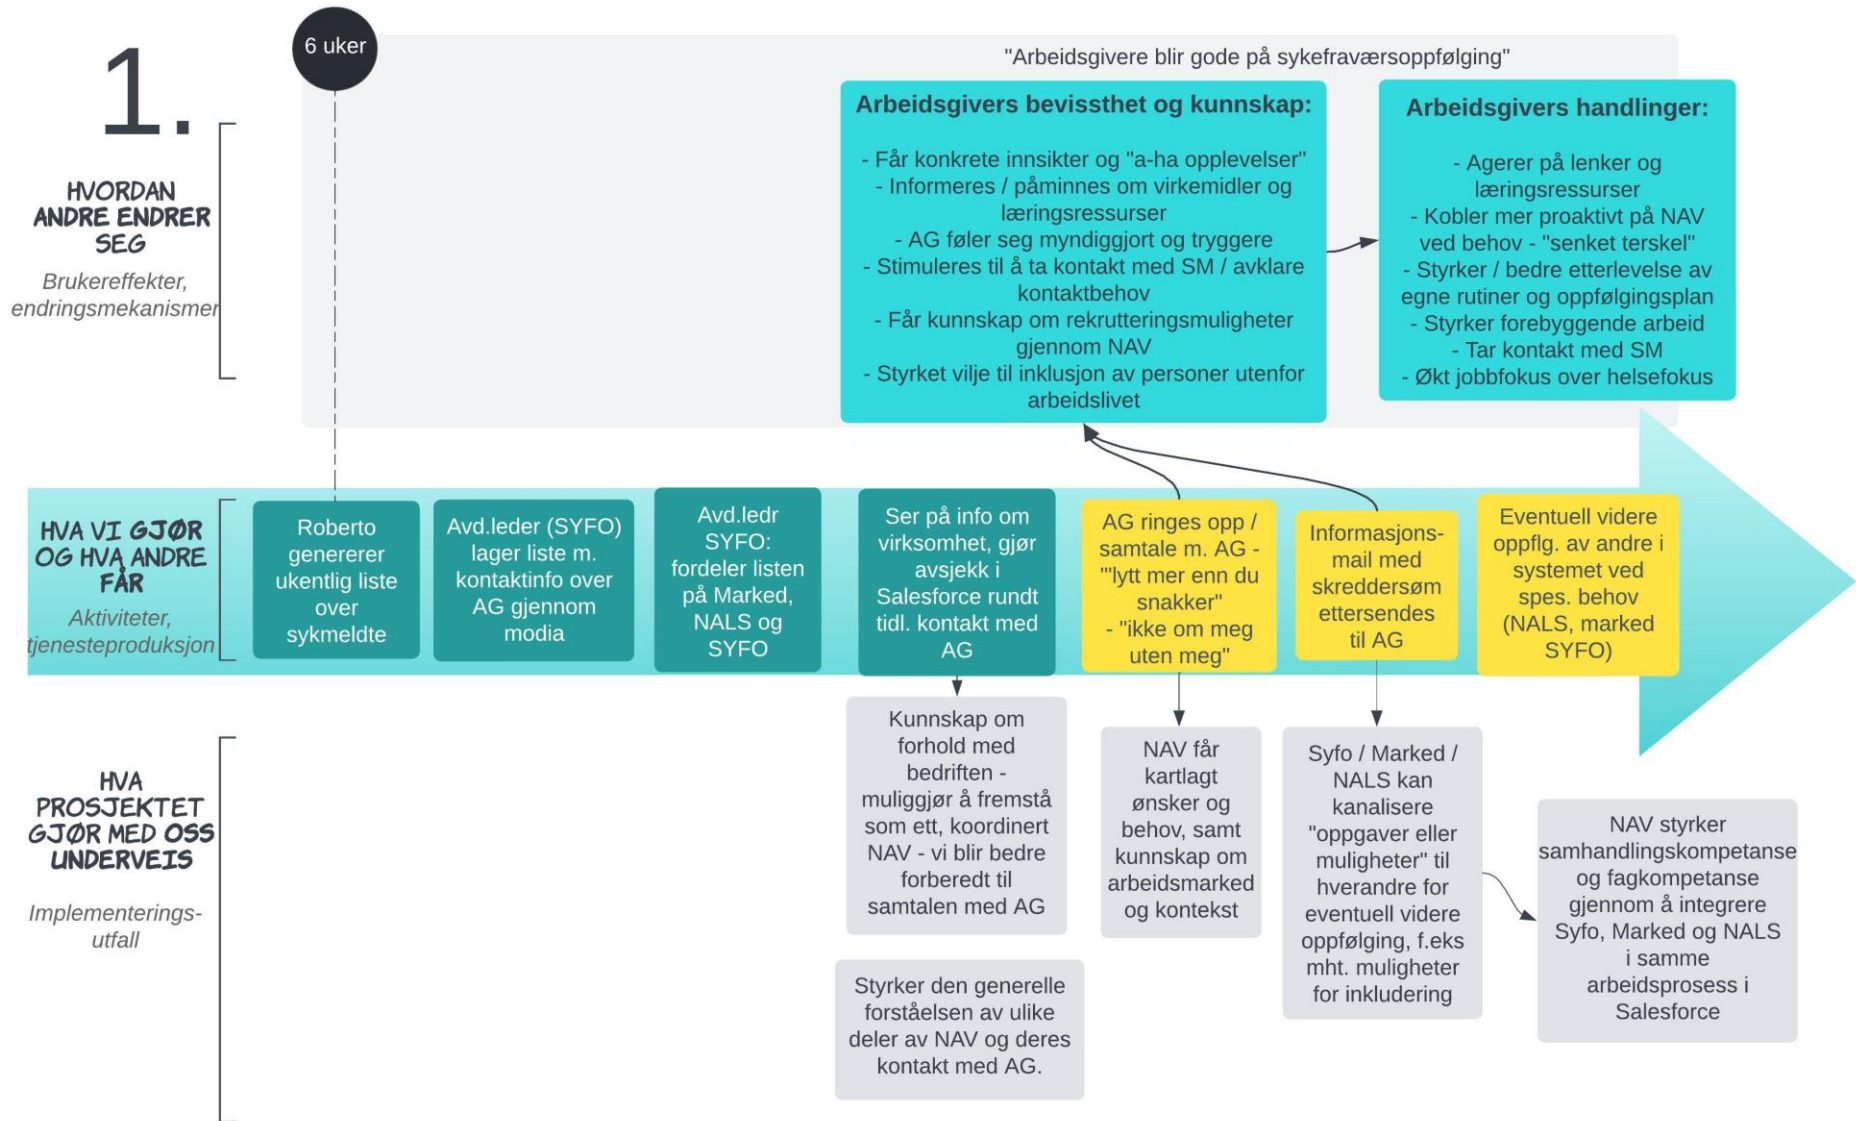 1.
6 uker
"Arbeidsgivere blir gode på sykefraværsoppfølging"
HVORDAN
ANDRE ENDRER
SEG
Brukereffekter,
endringsmekanismer
Arbeidsgivers bevissthet og kunnskap:
- Får konkrete innsikter og "a-ha opplevelser"
- Informeres / påminnes om virkemidler og
læringsressurser
- AG føler seg myndiggjort og tryggere
- Stimuleres til å ta kontakt med SM / avklare
kontaktbehov
- Får kunnskap om rekrutteringsmuligheter
gjennom NAV
- Styrket vilje til inklusjon av personer utenfor
arbeidslivet
Arbeidsgivers handlinger:
- Agerer på lenker og
læringsressurser
- Kobler mer proaktivt på NAV
ved behov - "senket terskel"
- Styrker / bedre etterlevelse av
egne rutiner og oppfølgingsplan
- Styrker forebyggende arbeid
- Tar kontakt med SM
- Økt jobbfokus over helsefokus
HVA VI GJØR
OG HVA ANDRE
FÅR
Aktiviteter,
tjenesteproduksjon
Roberto
genererer
ukentlig liste
over
sykmeldte
Avd.leder (SYFO)
lager liste m.
kontaktinfo over
AG gjennom
modia
Avd.ledr
SYFO:
fordeler listen
på Marked,
NALS og
SYFO
Ser på info om
virksomhet, gjør
avsjekk i
Salesforce rundt
tidl. kontakt med
AG
AG ringes opp /
samtale m. AG -
'"lytt mer enn du
snakker"
- "ikke om meg
uten meg"
Informasjons-
mail med
skreddersøm
ettersendes
til AG
Eventuell videre
oppflg. av andre i
systemet ved
spes. behov
(NALS, marked
SYFO)
HVA
PROSJEKTET
GJØR MED OSS
UNDERVEIS
Implementerings-
utfall
Kunnskap om
forhold med
bedriften -
muliggjør å fremstå
som ett, koordinert
NAV - vi blir bedre
forberedt til
samtalen med AG
Styrker den generelle
forståelsen av ulike
deler av NAV og deres
kontakt med AG.
NAV får
kartlagt
ønsker og
behov, samt
kunnskap om
arbeidsmarked
og kontekst
Syfo / Marked /
NALS kan
kanalisere
"oppgaver eller
muligheter" til
hverandre for
eventuell videre
oppfølging, f.eks
mht. muligheter
for inkludering
NAV styrker
samhandlingskompetanse
og fagkompetanse
gjennom å integrere
Syfo, Marked og NALS
i samme
arbeidsprosess i
Salesforce